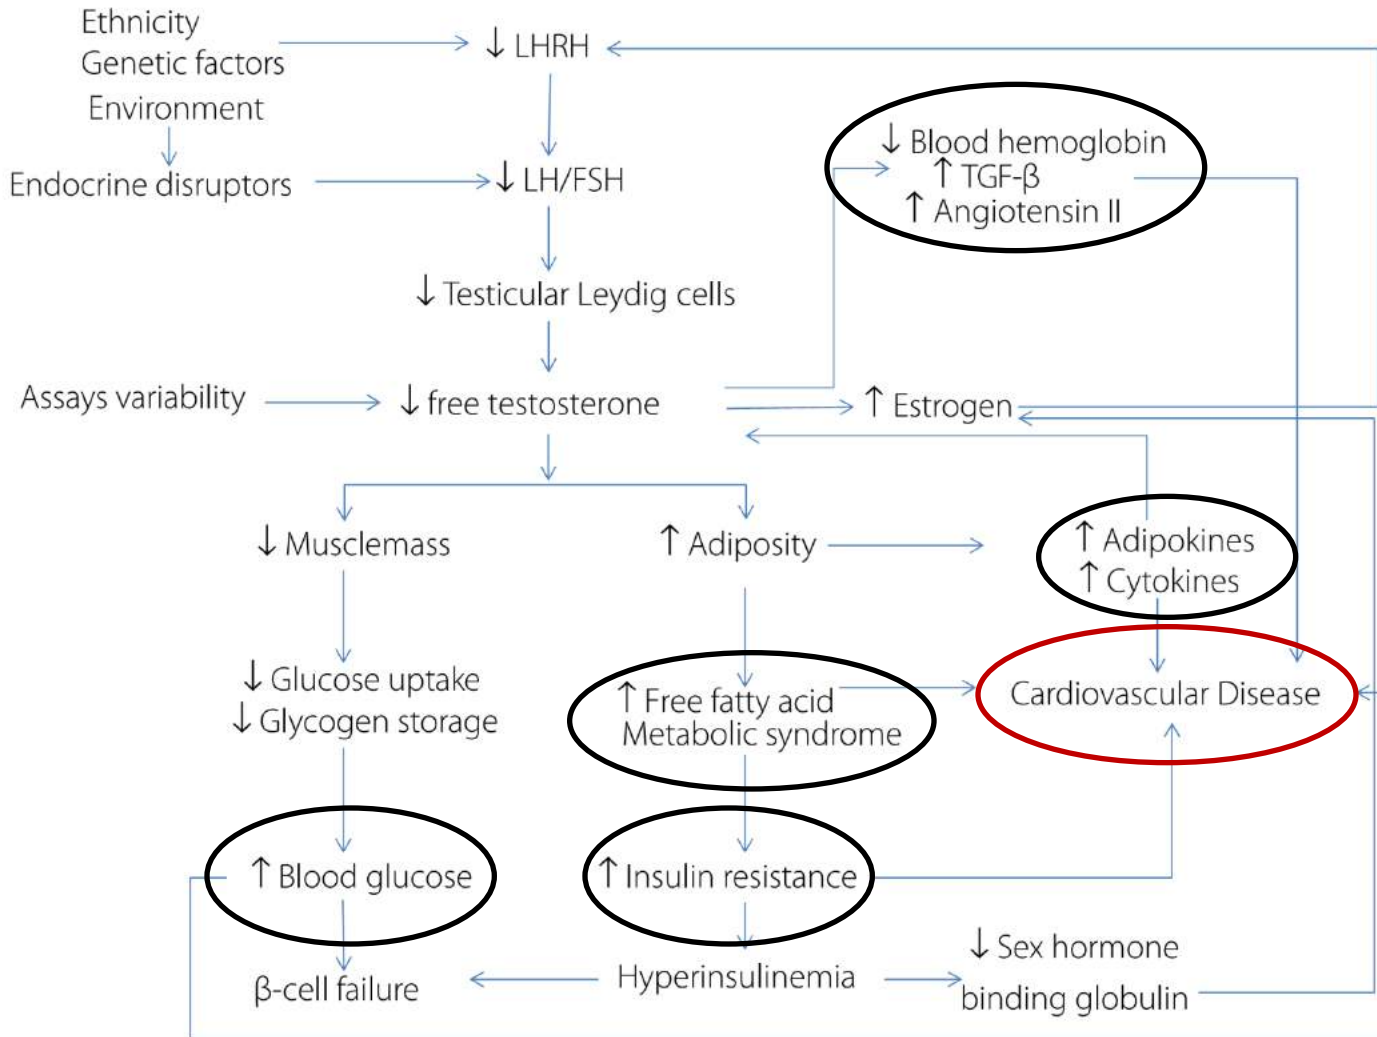 Ethnicity
Genetic factors
Environment
Endocrine disruptors
↓ LHRH
↓ LH/FSH
↓ Blood hemoglobin
↑ TGF-β
↑ Angiotensin II
↓ Testicular Leydig cells
Assays variability
↓ free testosterone
↑ Estrogen
↓ Musclemass
↑ Adiposity
↑ Adipokines
↑ Cytokines
↓ Glucose uptake
↓ Glycogen storage
↑ Free fatty acid
Metabolic syndrome
Cardiovascular Disease
↑ Blood glucose
↑ Insulin resistance
β-cell failure
Hyperinsulinemia
↓ Sex hormone
binding globulin